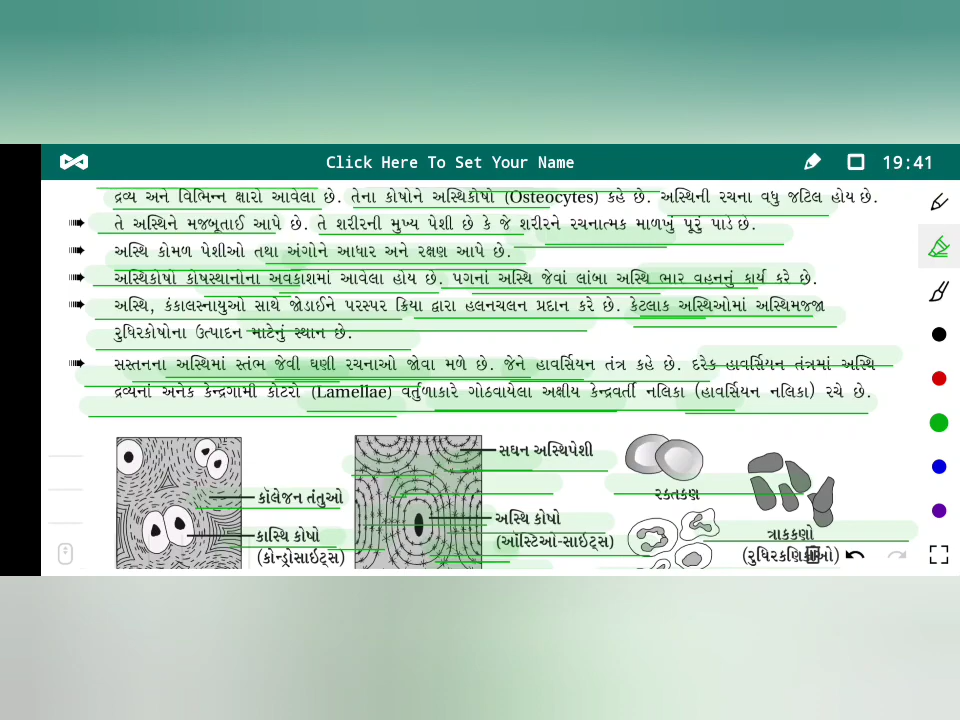 Click Here To Set Your Name
19:41
દ્રવ્ય અને વિભિન્ન ક્ષારો આવેલા છે. તેના કોષોને અસ્થિકોષો (Osteocytes) કહે છે. અસ્થિની રચના વધુ જટિલ હોય છે.
➠ તે અસ્થિને મજબૂતાઈ આપે છે. તે શરીરની મુખ્ય પેશી છે કે જે શરીરને રચનાત્મક માળખું પૂરું પાડે છે.
➠ અસ્થિ કોમળ પેશીઓ તથા અંગોને આધાર અને રક્ષણ આપે છે.
➠ અસ્થિકોષો કોષસ્થાનોના અવકાશમાં આવેલા હોય છે. પગનાં અસ્થિ જેવાં લાંબા અસ્થિ ભાર વહનનું કાર્ય કરે છે.
➠ અસ્થિ, કંકાલસ્નાયુઓ સાથે જોડાઈને પરસ્પર ક્રિયા દ્વારા હલનચલન પ્રદાન કરે છે. કેટલાક અસ્થિઓમાં અસ્થિમજ્જા
રુધિરકોષોના ઉત્પાદન માટેનું સ્થાન છે.
➠ સસ્તનના અસ્થિમાં સ્તંભ જેવી ઘણી રચનાઓ જોવા મળે છે. જેને હાવર્સિયન તંત્ર કહે છે. દરેક હાવર્સિયન તંત્રમાં અસ્થિ
દ્રવ્યનાં અનેક કેન્દ્રગામી કોટરો (Lamellae) વર્તુળાકારે ગોઠવાયેલા અક્ષીય કેન્દ્રવર્તી નલિકા (હાવર્સિયન નલિકા) રચે છે.
સઘન અસ્થિપેશી
કોલેજન તંતુઓ
રક્તકણ
અસ્થિ કોષો
(ઑસ્ટિઓ-સાઇટ્સ)
કાસ્થિ કોષો
(કોન્ડ્રોસાઇટ્સ)
ત્રાકકણો
(રુધિરકણિકાઓ)